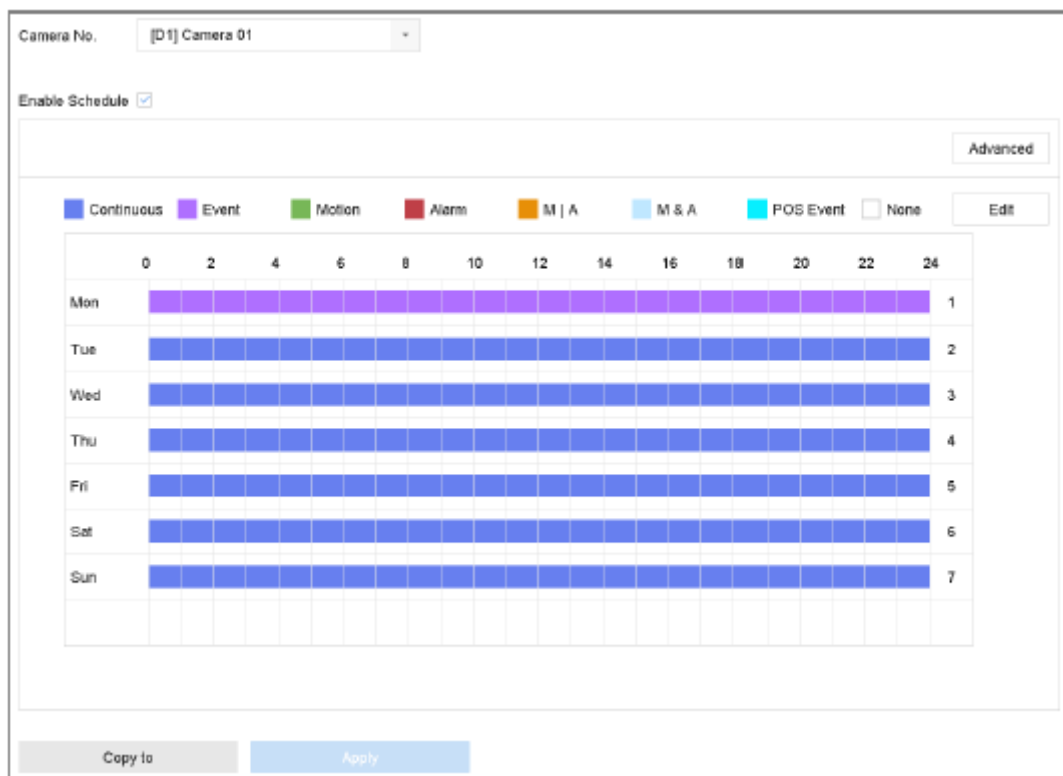 Camera No. [D1] Camera 01
Enable Schedule
Advanced
Continuous Event Motion Alarm M | A M & A POS Event None Edit
0 2 4 6 8 10 12 14 16 18 20 22 24
Mon 1
Tue 2
Wed 3
Thu 4
Fri 5
Sat 6
Sun 7
Copy to Apply